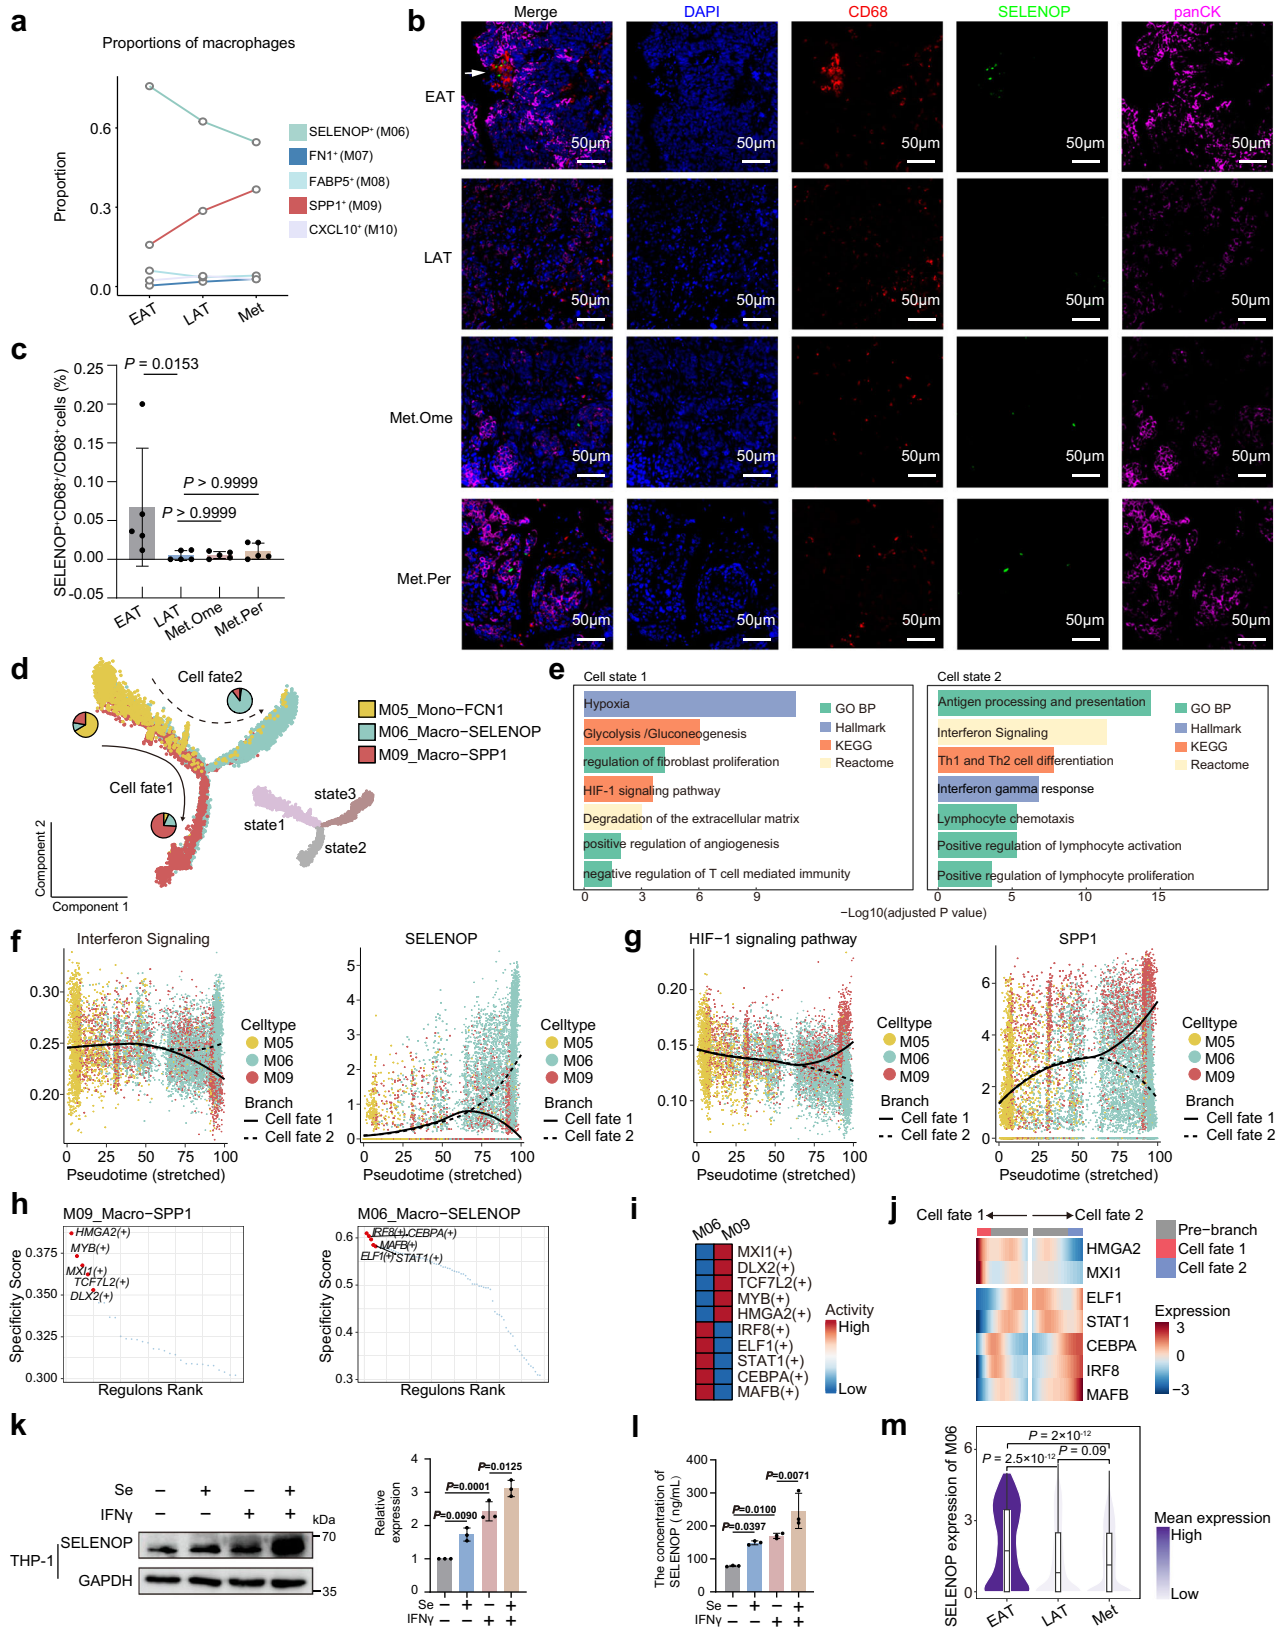 a
Proportions of macrophages
Proportion
0.6
0.3
0.0
EAT
LAT
Met
SELENOP⁺ (M06)
FN1⁺ (M07)
FABP5⁺ (M08)
SPP1⁺ (M09)
CXCL10⁺ (M10)
b
Merge DAPI CD68 SELENOP panCK
EAT
50μm 50μm 50μm 50μm 50μm
LAT
50μm 50μm 50μm 50μm 50μm
Met.Ome
50μm 50μm 50μm 50μm 50μm
Met.Per
50μm 50μm 50μm 50μm 50μm
c
SELENOP⁺CD68⁺/CD68⁺ cells (%)
0.25
0.20
0.15
0.10
0.05
0.00
-0.05
P = 0.0153
P > 0.9999
P > 0.9999
EAT
LAT
Met.Ome
Met.Per
d
Cell fate2
Cell fate1
M05_Mono−FCN1
M06_Macro−SELENOP
M09_Macro−SPP1
state3
state1
state2
Component 2
Component 1
e
Cell state 1
Hypoxia
Glycolysis /Gluconeogenesis
regulation of fibroblast proliferation
HIF-1 signaling pathway
Degradation of the extracellular matrix
positive regulation of angiogenesis
negative regulation of T cell mediated immunity
GO BP
Hallmark
KEGG
Reactome
0 3 6 9
Cell state 2
Antigen processing and presentation
Interferon Signaling
Th1 and Th2 cell differentiation
Interferon gamma response
Lymphocyte chemotaxis
Positive regulation of lymphocyte activation
Positive regulation of lymphocyte proliferation
GO BP
Hallmark
KEGG
Reactome
0 5 10 15
−Log10(adjusted P value)
f
Interferon Signaling
0.30
0.25
0.20
0 25 50 75 100
Pseudotime (stretched)
Celltype
M05
M06
M09
Branch
Cell fate 1
Cell fate 2
SELENOP
5
4
3
2
1
0
0 25 50 75 100
Pseudotime (stretched)
Celltype
M05
M06
M09
Branch
Cell fate 1
Cell fate 2
g
HIF−1 signaling pathway
0.20
0.15
0.10
0 25 50 75 100
Pseudotime (stretched)
Celltype
M05
M06
M09
Branch
Cell fate 1
Cell fate 2
SPP1
6
4
2
0
0 25 50 75 100
Pseudotime (stretched)
Celltype
M05
M06
M09
Branch
Cell fate 1
Cell fate 2
h
M09_Macro−SPP1
Specificity Score
0.375
0.350
0.325
0.300
HMGA2(+)
MYB(+)
MXI1(+)
TCF7L2(+)
DLX2(+)
Regulons Rank
M06_Macro−SELENOP
Specificity Score
0.6
0.5
0.4
0.3
IRF8(+) CEBPA(+)
MAFB(+)
ELF1(+) STAT1(+)
Regulons Rank
i
M06 M09
MXI1(+)
DLX2(+)
TCF7L2(+)
MYB(+)
HMGA2(+)
IRF8(+)
ELF1(+)
STAT1(+)
CEBPA(+)
MAFB(+)
Activity
High
Low
j
Cell fate 1 Cell fate 2
HMGA2
MXI1
ELF1
STAT1
CEBPA
IRF8
MAFB
Pre−branch
Cell fate 1
Cell fate 2
Expression
3
0
−3
k
Se − + − +
IFNγ − − + +
kDa
THP-1
SELENOP
70
GAPDH
35
Relative expression
4
3
2
1
0
P=0.0125
P=0.0001
P=0.0090
Se − + − +
IFNγ − − + +
l
The concentration of SELENOP ( ng/mL)
400
300
200
100
0
P=0.0071
P=0.0100
P=0.0397
Se − + − +
IFNγ − − + +
m
SELENOP expression of M06
6
3
0
P = 2×10⁻¹²
P = 2.5×10⁻¹²
P = 0.09
EAT
LAT
Met
Mean expression
High
Low